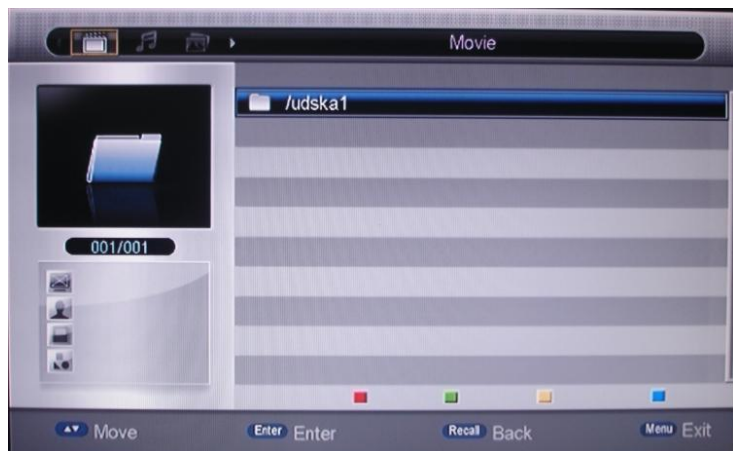 Movie
/udska1
001/001
Move
Enter Enter
Recall Back
Menu Exit